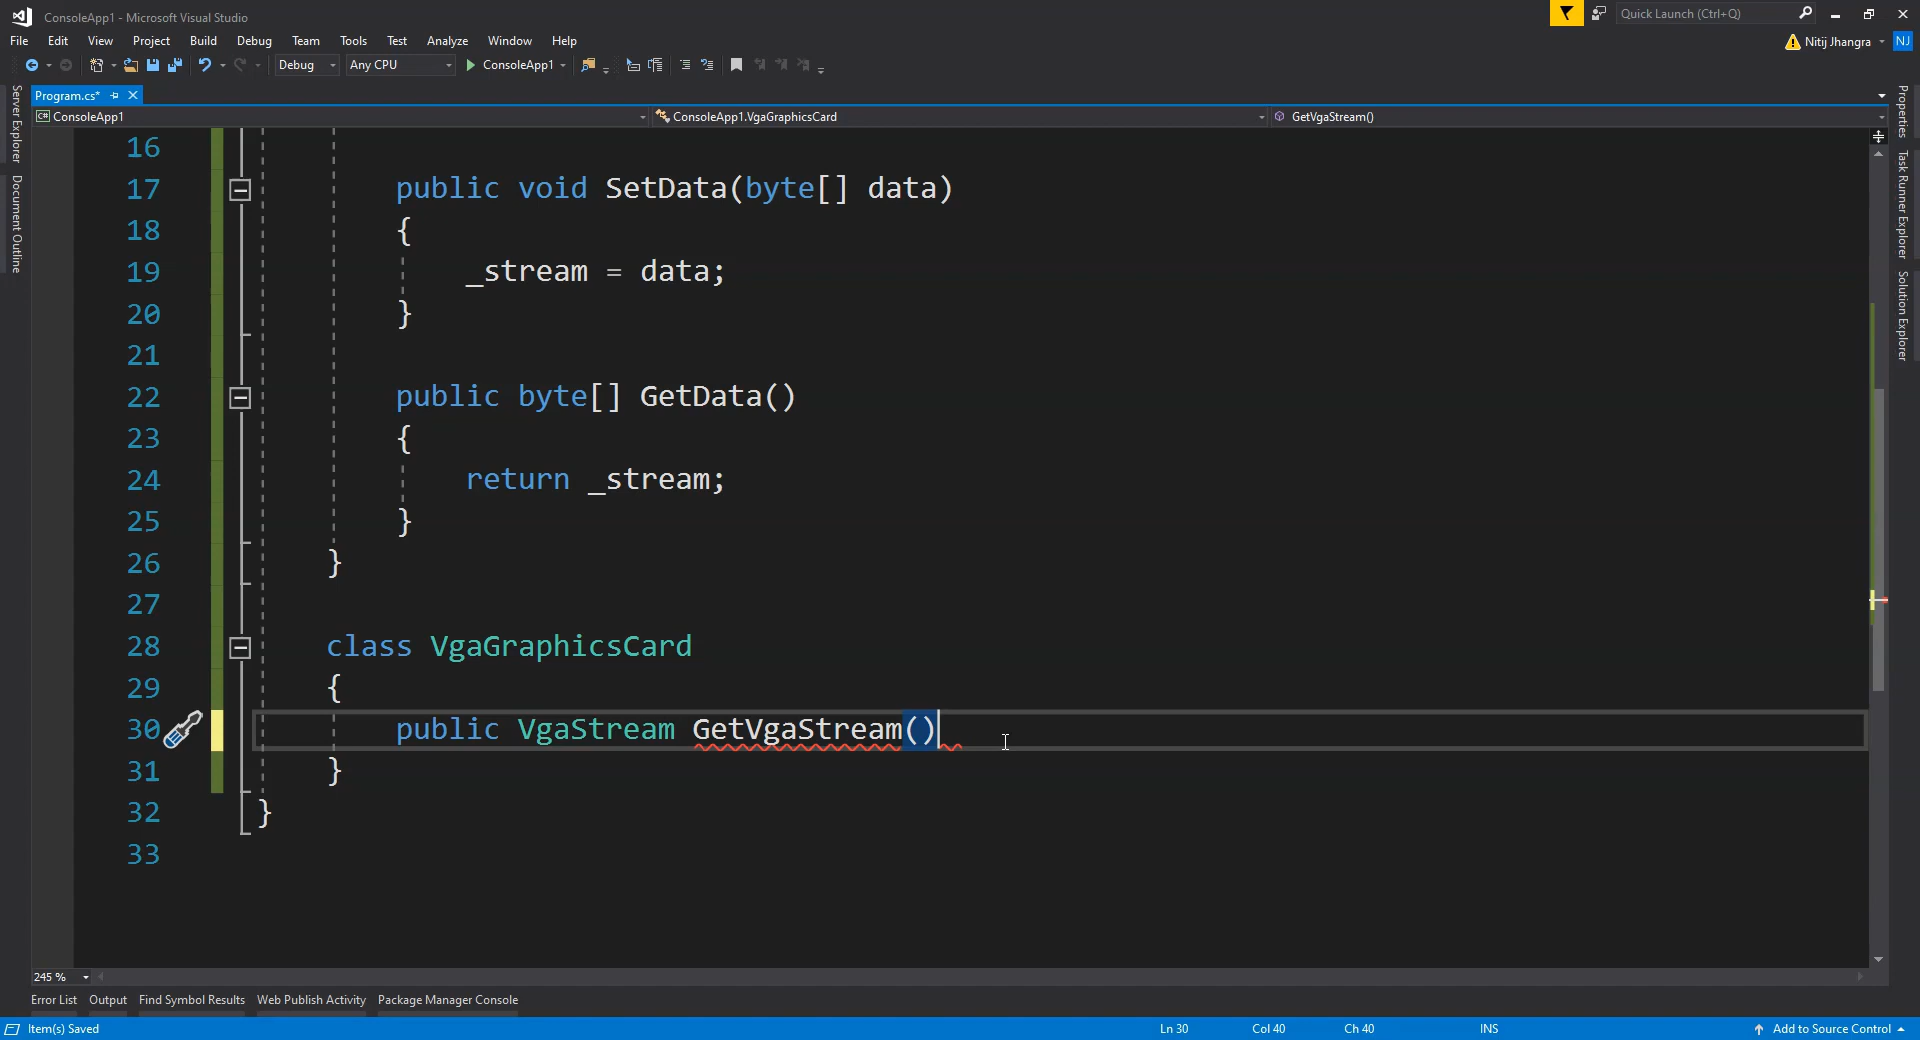 ConsoleApp1 - Microsoft Visual Studio
Quick Launch (Ctrl+Q)
File Edit View Project Build Debug Team Tools Test Analyze Window Help
Nitij Jhangra
NJ
Debug Any CPU ConsoleApp1
Program.cs*
C# ConsoleApp1 ConsoleApp1.VgaGraphicsCard GetVgaStream()
Server Explorer
Document Outline
Properties
Task Runner Explorer
Solution Explorer
16
17 public void SetData(byte[] data)
18 {
19 _stream = data;
20 }
21
22 public byte[] GetData()
23 {
24 return _stream;
25 }
26 }
27
28 class VgaGraphicsCard
29 {
30 public VgaStream GetVgaStream()
31 }
32 }
33
245 %
Error List Output Find Symbol Results Web Publish Activity Package Manager Console
Item(s) Saved Ln 30 Col 40 Ch 40 INS Add to Source Control